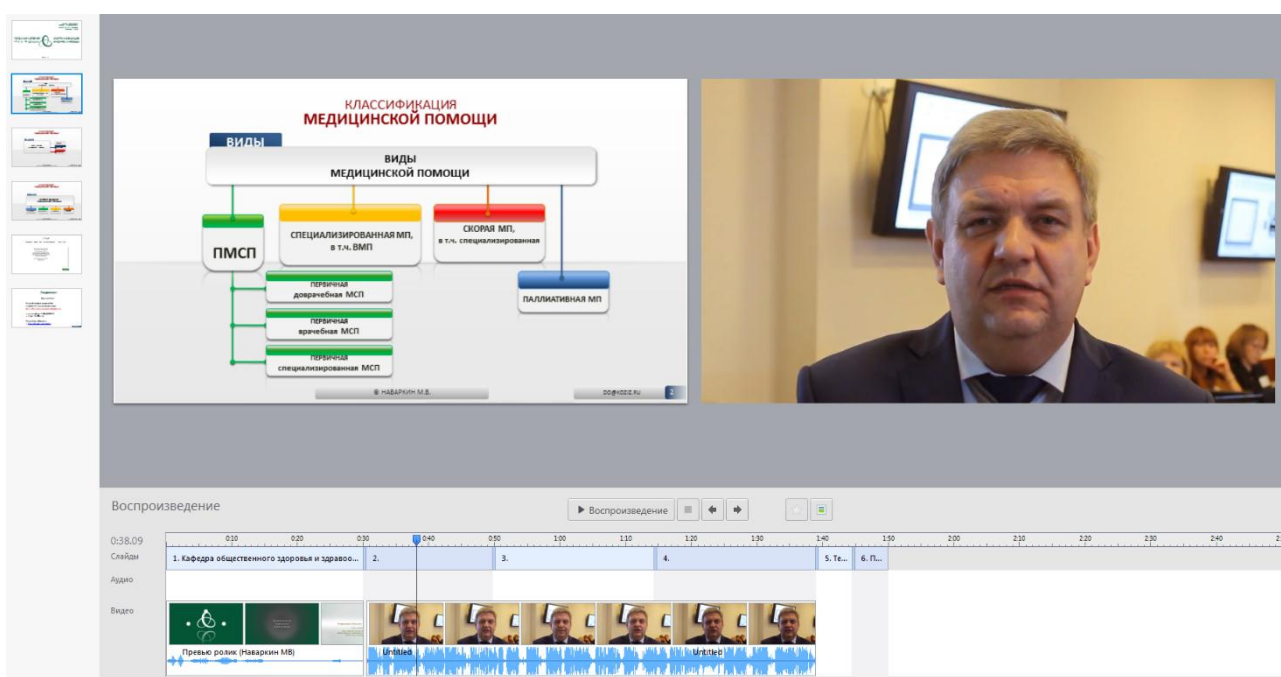 КЛАССИФИКАЦИЯ
МЕДИЦИНСКОЙ ПОМОЩИ
ВИДЫ
ВИДЫ
МЕДИЦИНСКОЙ ПОМОЩИ
ПМСП
СПЕЦИАЛИЗИРОВАННАЯ МП,
в т.ч. ВМП
СКОРАЯ МП,
в т.ч. специализированная
ПАЛЛИАТИВНАЯ МП
ПЕРВИЧНАЯ
доврачебная МСП
ПЕРВИЧНАЯ
врачебная МСП
ПЕРВИЧНАЯ
специализированная МСП
© НАВАРКИН М.В.
2
Воспроизведение
Воспроизведение
0:38.09
0:10 0:20 0:30 0:40 0:50 1:00 1:10 1:20 1:30 1:40 1:50 2:00 2:10 2:20 2:30 2:40
Слайды
1. Кафедра общественного здоровья и здравоо... 2. 3. 4. 5. Те... 6. П...
Аудио
Видео
Превью ролик (Наваркин МВ)
Untitled
Untitled